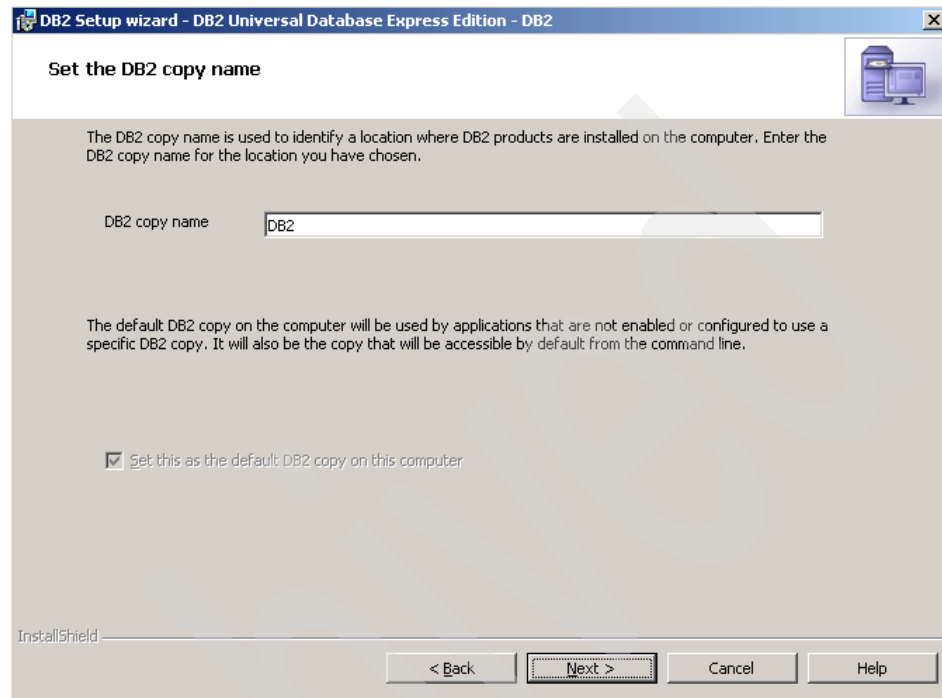 DB2 Setup wizard - DB2 Universal Database Express Edition - DB2
Set the DB2 copy name
The DB2 copy name is used to identify a location where DB2 products are installed on the computer. Enter the
DB2 copy name for the location you have chosen.
DB2 copy name
DB2
The default DB2 copy on the computer will be used by applications that are not enabled or configured to use a
specific DB2 copy. It will also be the copy that will be accessible by default from the command line.
Set this as the default DB2 copy on this computer
InstallShield
< Back
Next >
Cancel
Help